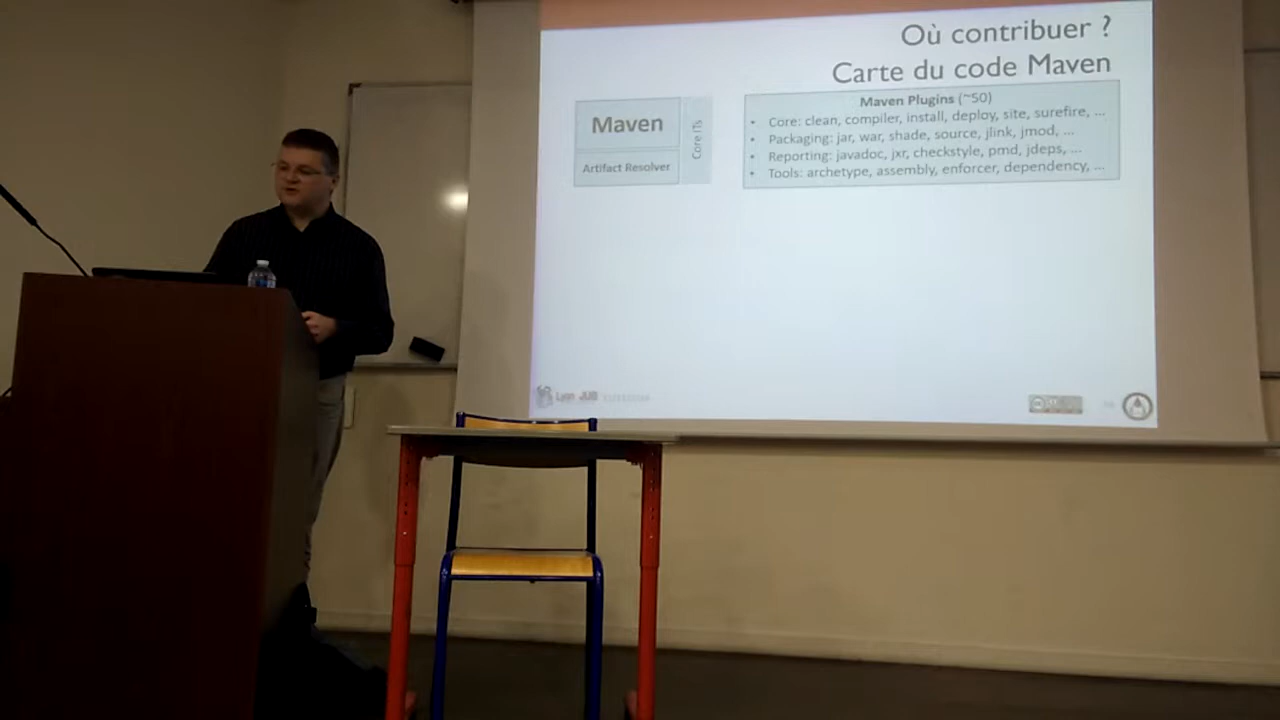 Où contribuer ?
Carte du code Maven
Maven
Artifact Resolver
Core ITs
Maven Plugins (~50)
• Core: clean, compiler, install, deploy, site, surefire, ...
• Packaging: jar, war, shade, source, jlink, jmod, ...
• Reporting: javadoc, jxr, checkstyle, pmd, jdeps, ...
• Tools: archetype, assembly, enforcer, dependency, ...
Lyon JUG